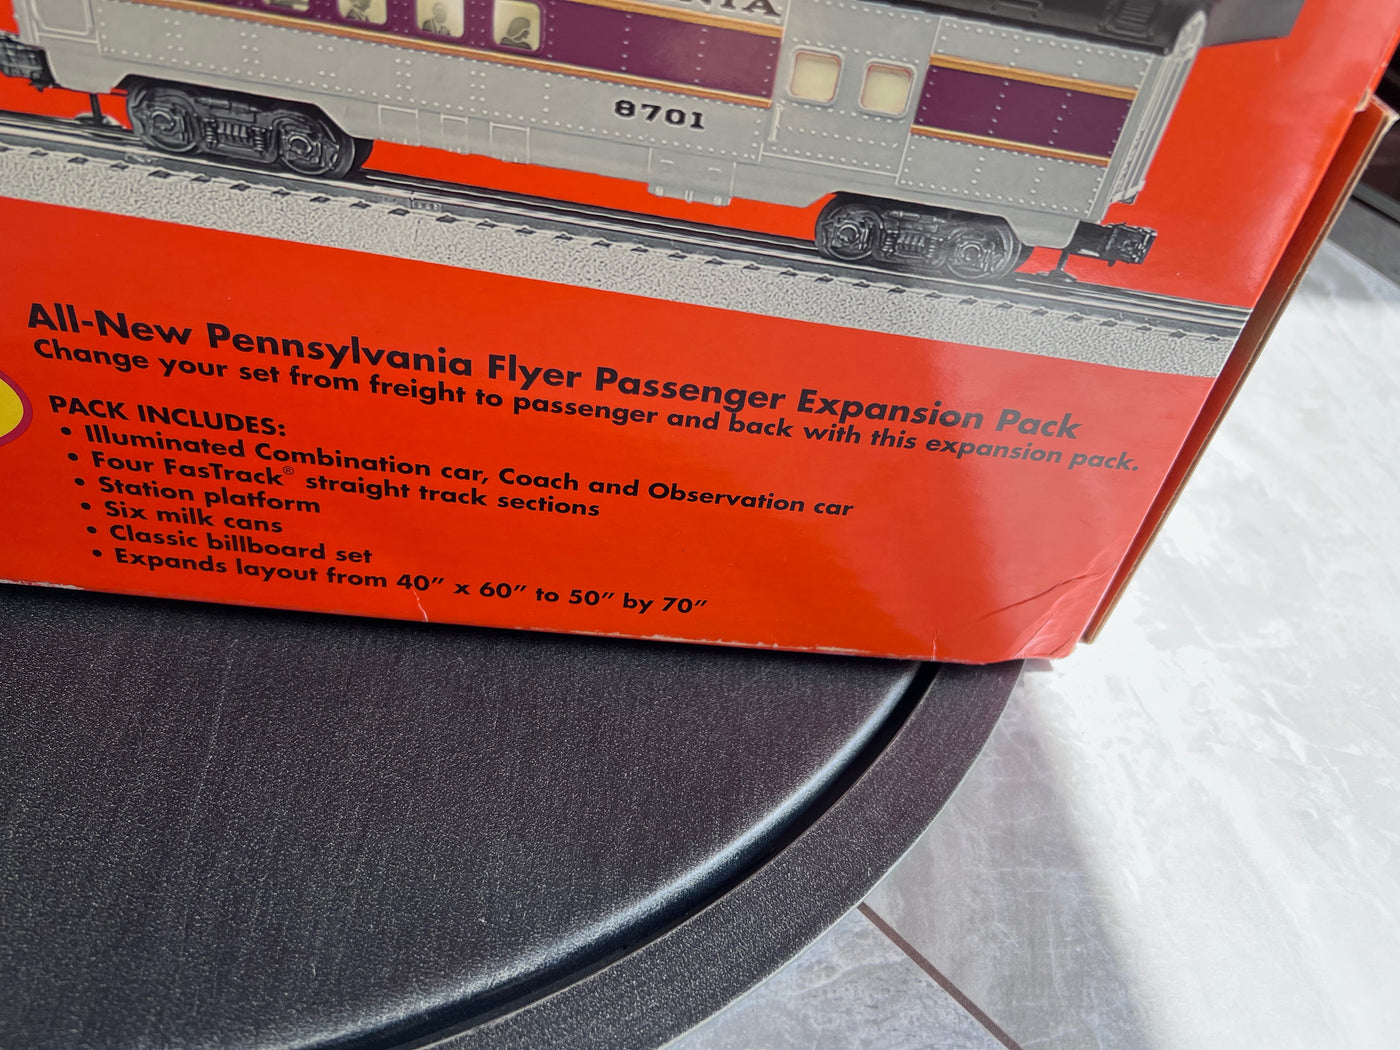 8701
All-New Pennsylvania Flyer Passenger Expansion Pack
Change your set from freight to passenger and back with this expansion pack.
PACK INCLUDES:
• Illuminated Combination car, Coach and Observation car
• Four FasTrack® straight track sections
• Station platform
• Six milk cans
• Classic billboard set
• Expands layout from 40” x 60” to 50” by 70”